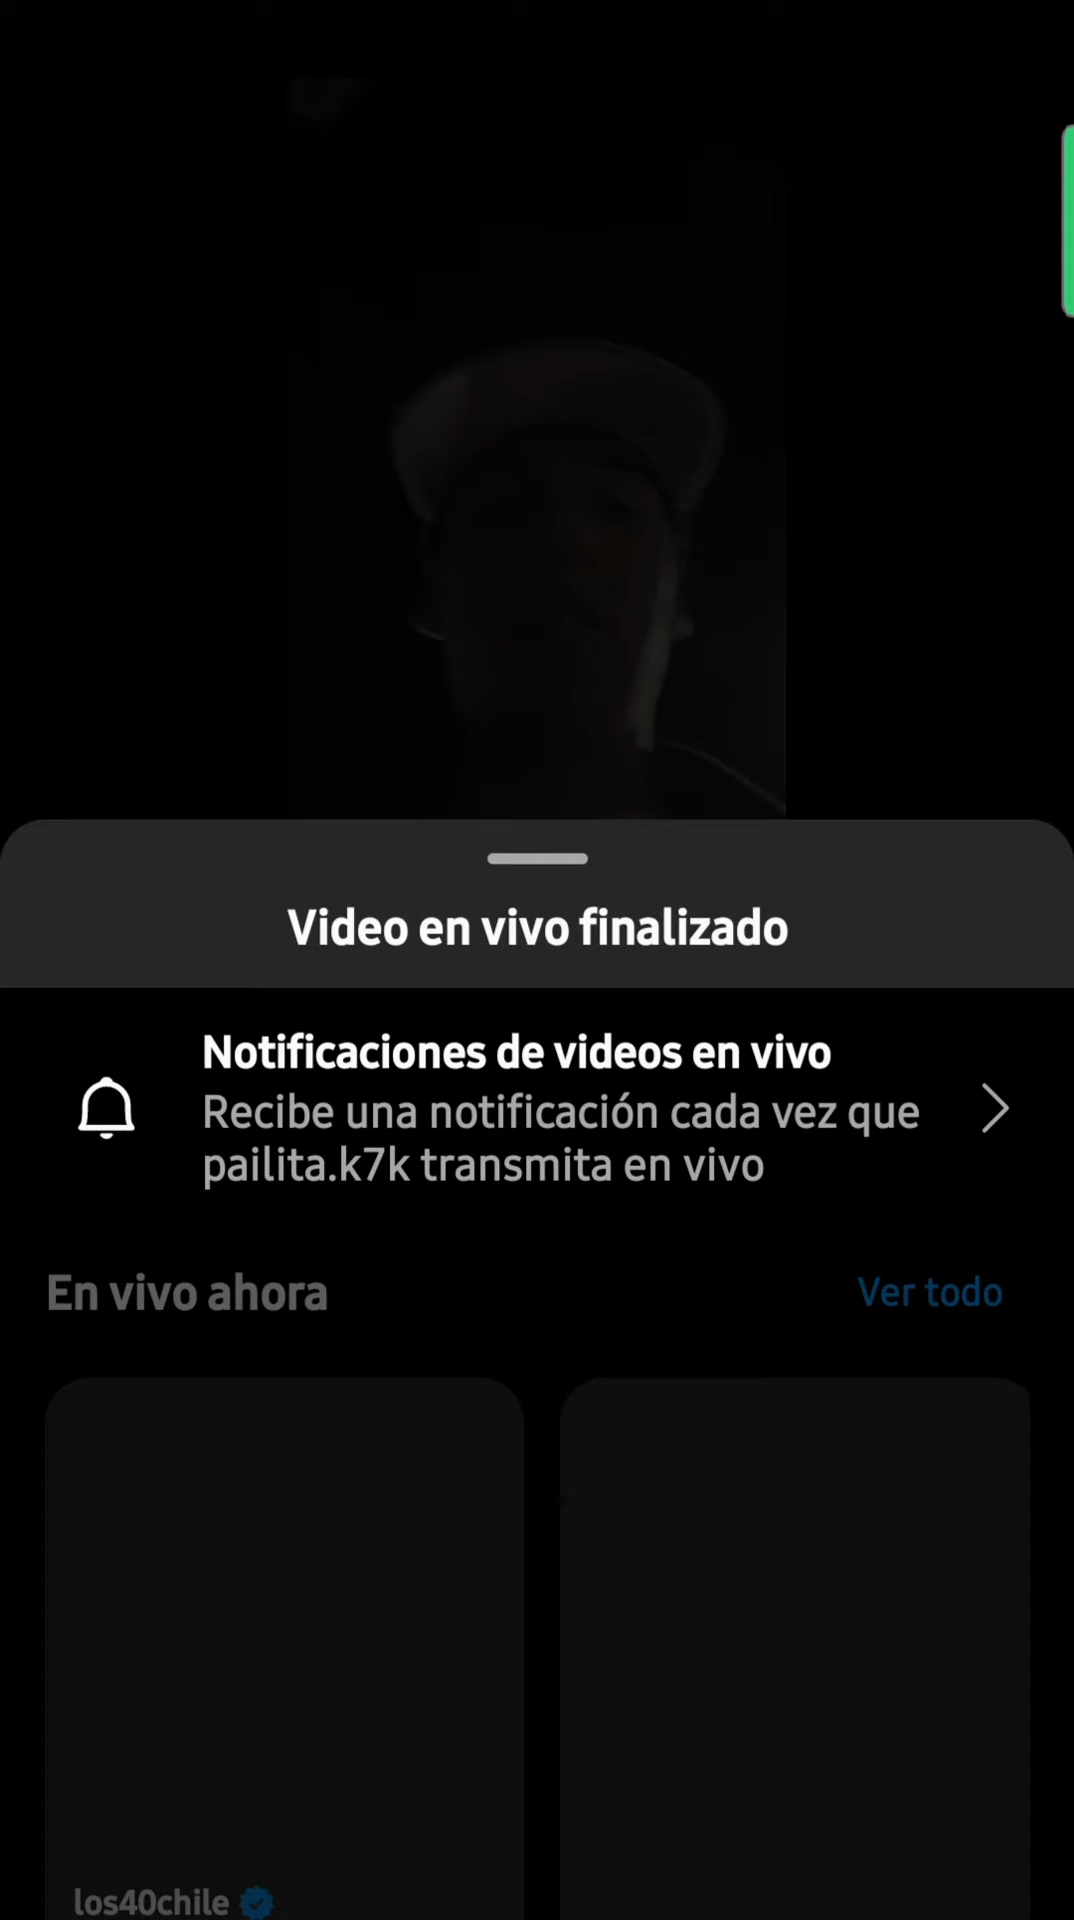 Video en vivo finalizado
Notificaciones de videos en vivo
Recibe una notificación cada vez que
pailita.k7k transmita en vivo
En vivo ahora
Ver todo
los40chile